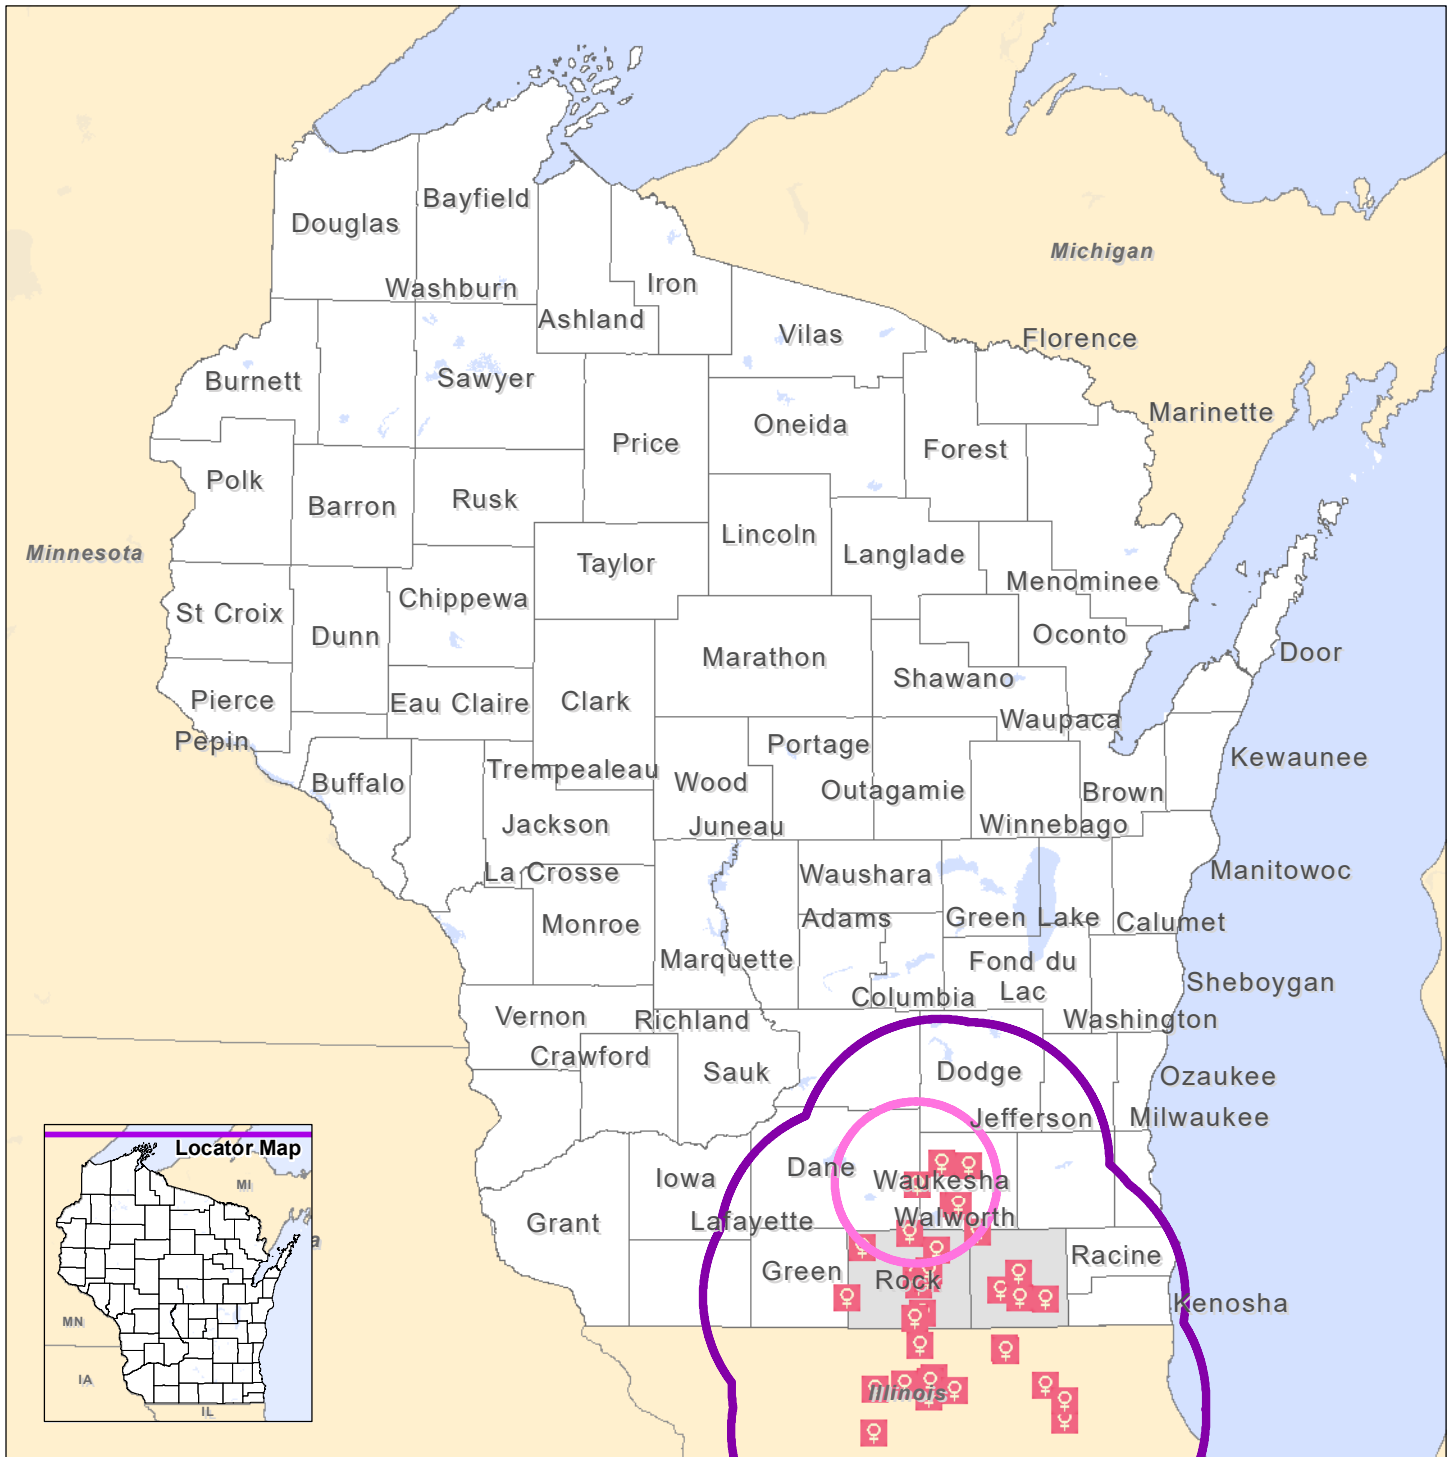 Bayfield
Douglas
Michigan
Iron
Washburn
Ashland
Vilas
Florence
Burnett
Sawyer
Marinette
Oneida
Price
Forest
Polk
Rusk
Barron
Lincoln
Minnesota
Langlade
Taylor
Menominee
Chippewa
St Croix
Dunn
Oconto
Door
Marathon
Shawano
Pierce
Eau Claire
Clark
Waupaca
Pepin
Portage
Kewaunee
Trempealeau
Buffalo
Wood
Outagamie
Brown
Jackson
Juneau
Winnebago
La Crosse
Waushara
Manitowoc
Monroe
Adams
Green Lake
Calumet
Marquette
Fond du
Lac
Sheboygan
Columbia
Vernon
Richland
Washington
Crawford
Sauk
Dodge
Ozaukee
Jefferson
Milwaukee
Locator Map
Dane
Iowa
Waukesha
MI
Grant
Lafayette
Walworth
a
Racine
Green
Rock
Kenosha
MN
IA
Illinois
IL